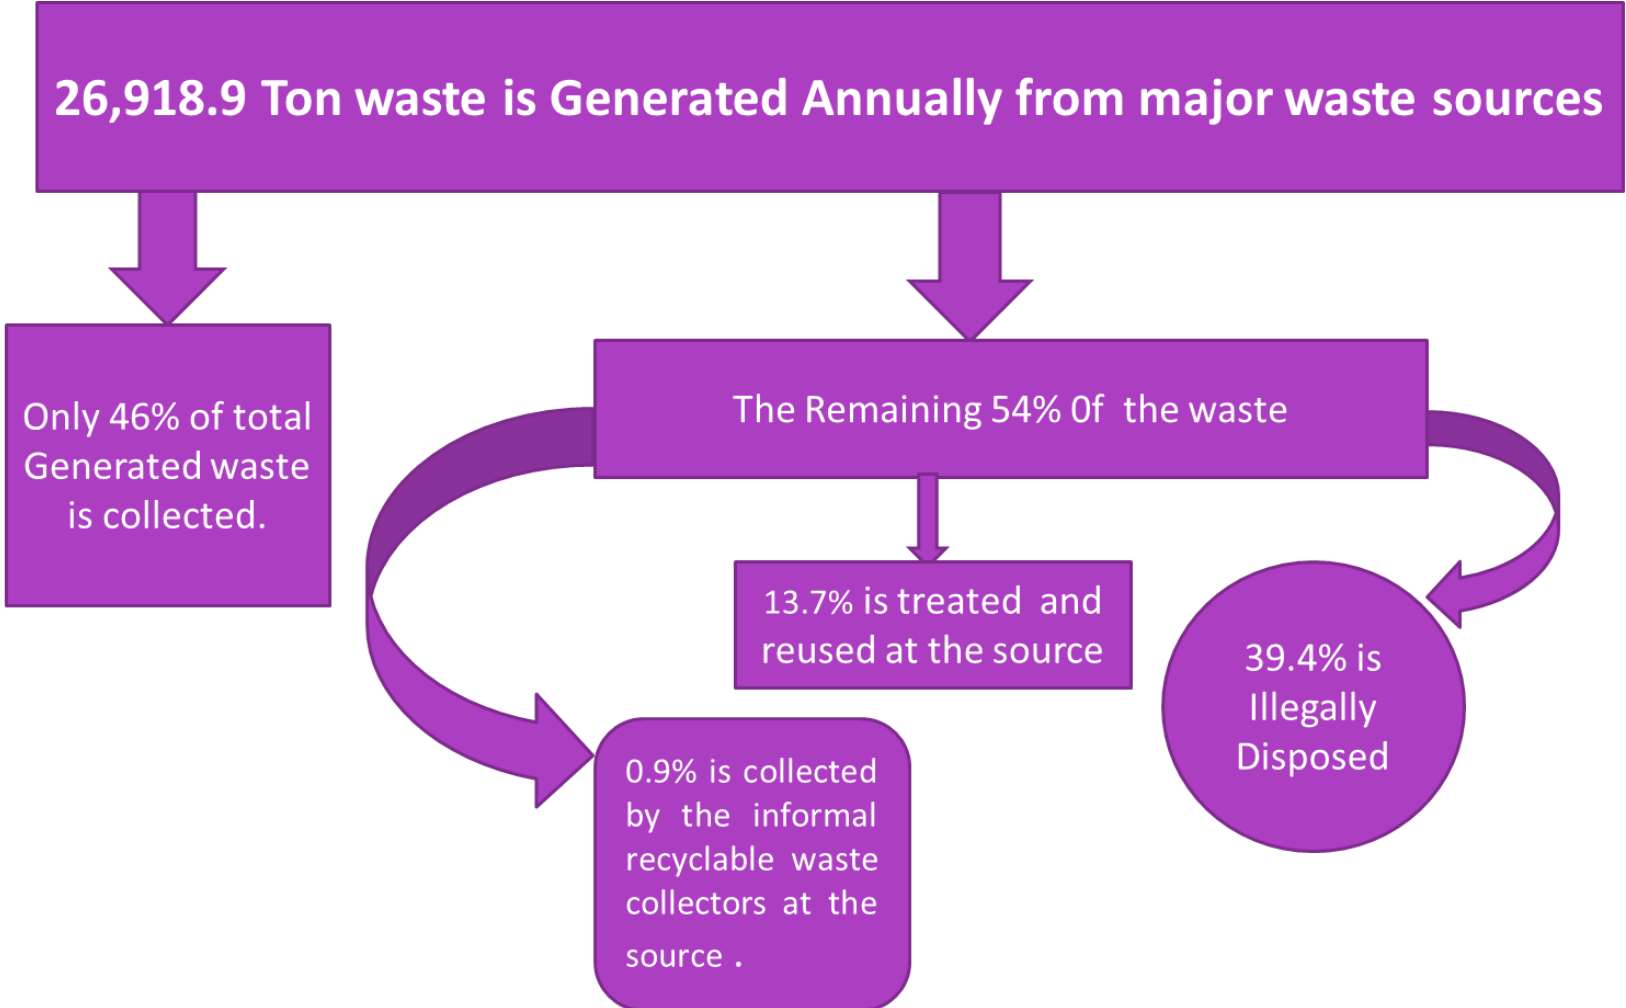 26,918.9 Ton waste is Generated Annually from major waste sources
Only 46% of total
Generated waste
is collected.
The Remaining 54% 0f the waste
13.7% is treated and
reused at the source
39.4% is
Illegally
Disposed
0.9% is collected
by the informal
recyclable waste
collectors at the
source .